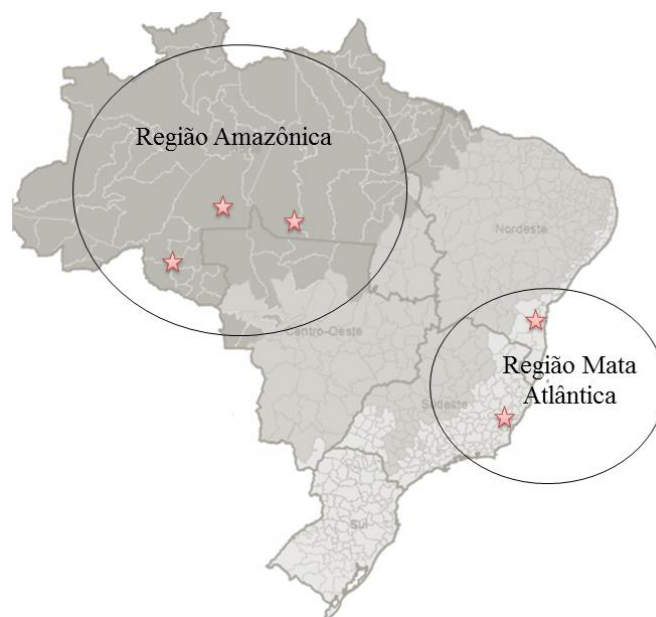 Região Amazônica
Nordeste
Centro-Oeste
Região Mata
Atlântica
Sudeste
Sul